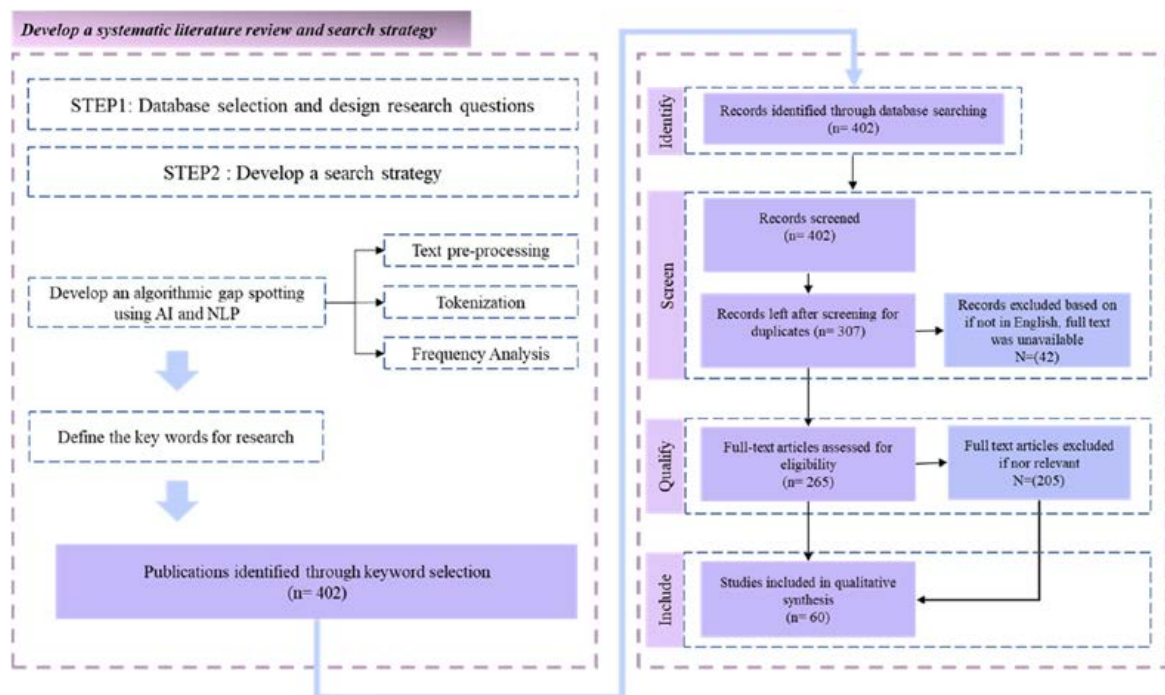 Develop a systematic literature review and search strategy
STEP1: Database selection and design research questions
STEP2 : Develop a search strategy
Develop an algorithmic gap spotting
using AI and NLP
Text pre-processing
Tokenization
Frequency Analysis
Define the key words for research
Publications identified through keyword selection
(n= 402)
Identify
Records identified through database searching
(n= 402)
Screen
Records screened
(n= 402)
Records left after screening for
duplicates (n= 307)
Records excluded based on
if not in English, full text
was unavailable
N=(42)
Qualify
Full-text articles assessed for
eligibility
(n= 265)
Full text articles excluded
if nor relevant
N=(205)
Include
Studies included in qualitative
synthesis
(n= 60)